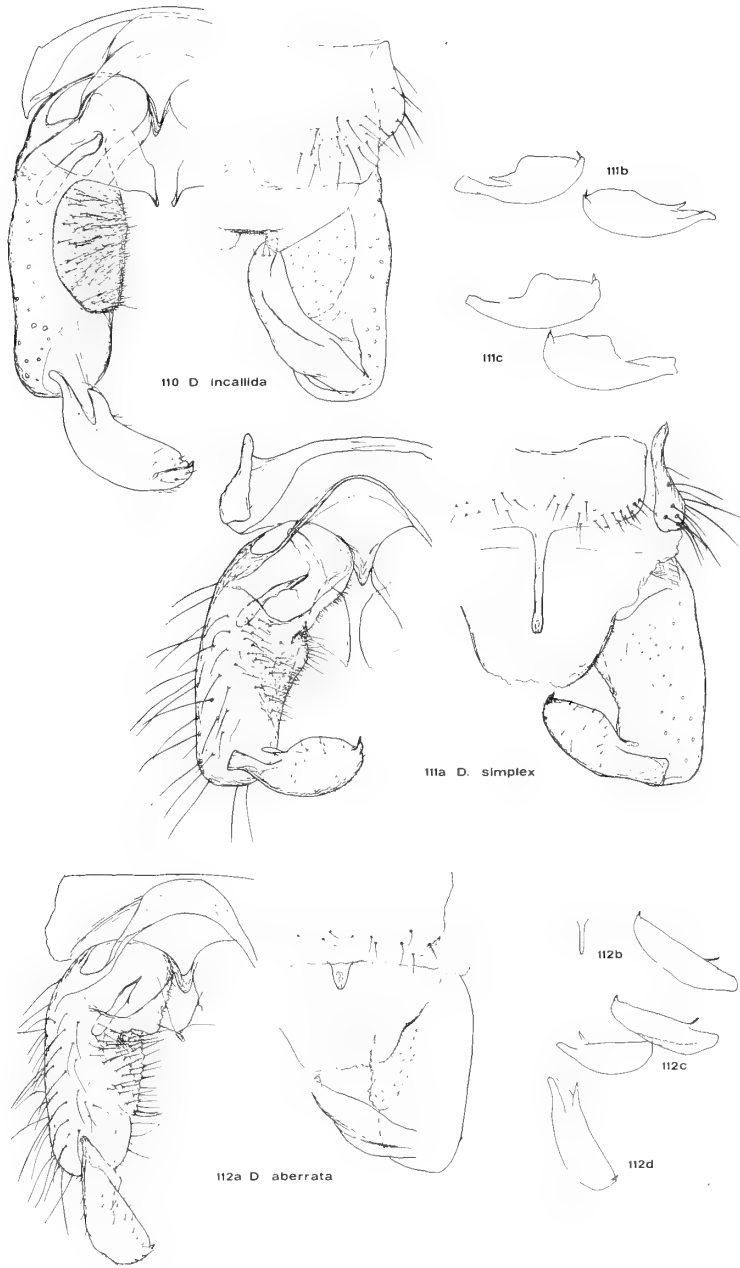 111b
111c
110 D incallida
111a D. simplex
112b
112c
112d
112a D aberrata